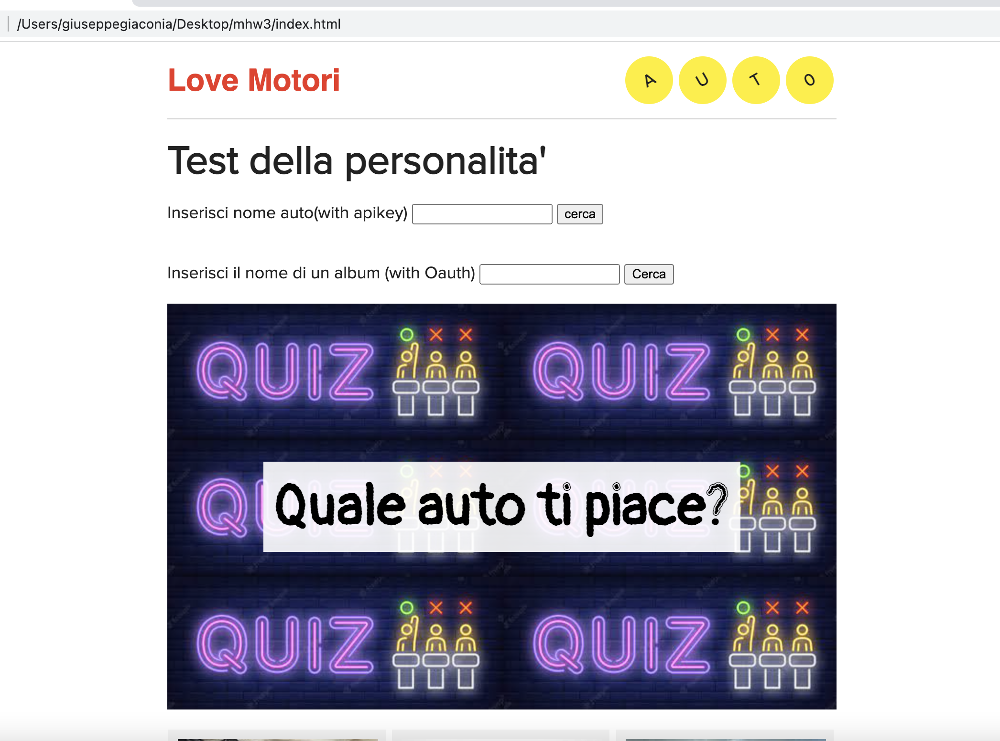 /Users/giuseppegiaconia/Desktop/mhw3/index.html
Love Motori
A U T O
Test della personalita'
Inserisci nome auto(with apikey) cerca
Inserisci il nome di un album (with Oauth) Cerca
QUIZ QUIZ
Quale auto ti piace?
QUIZ QUIZ